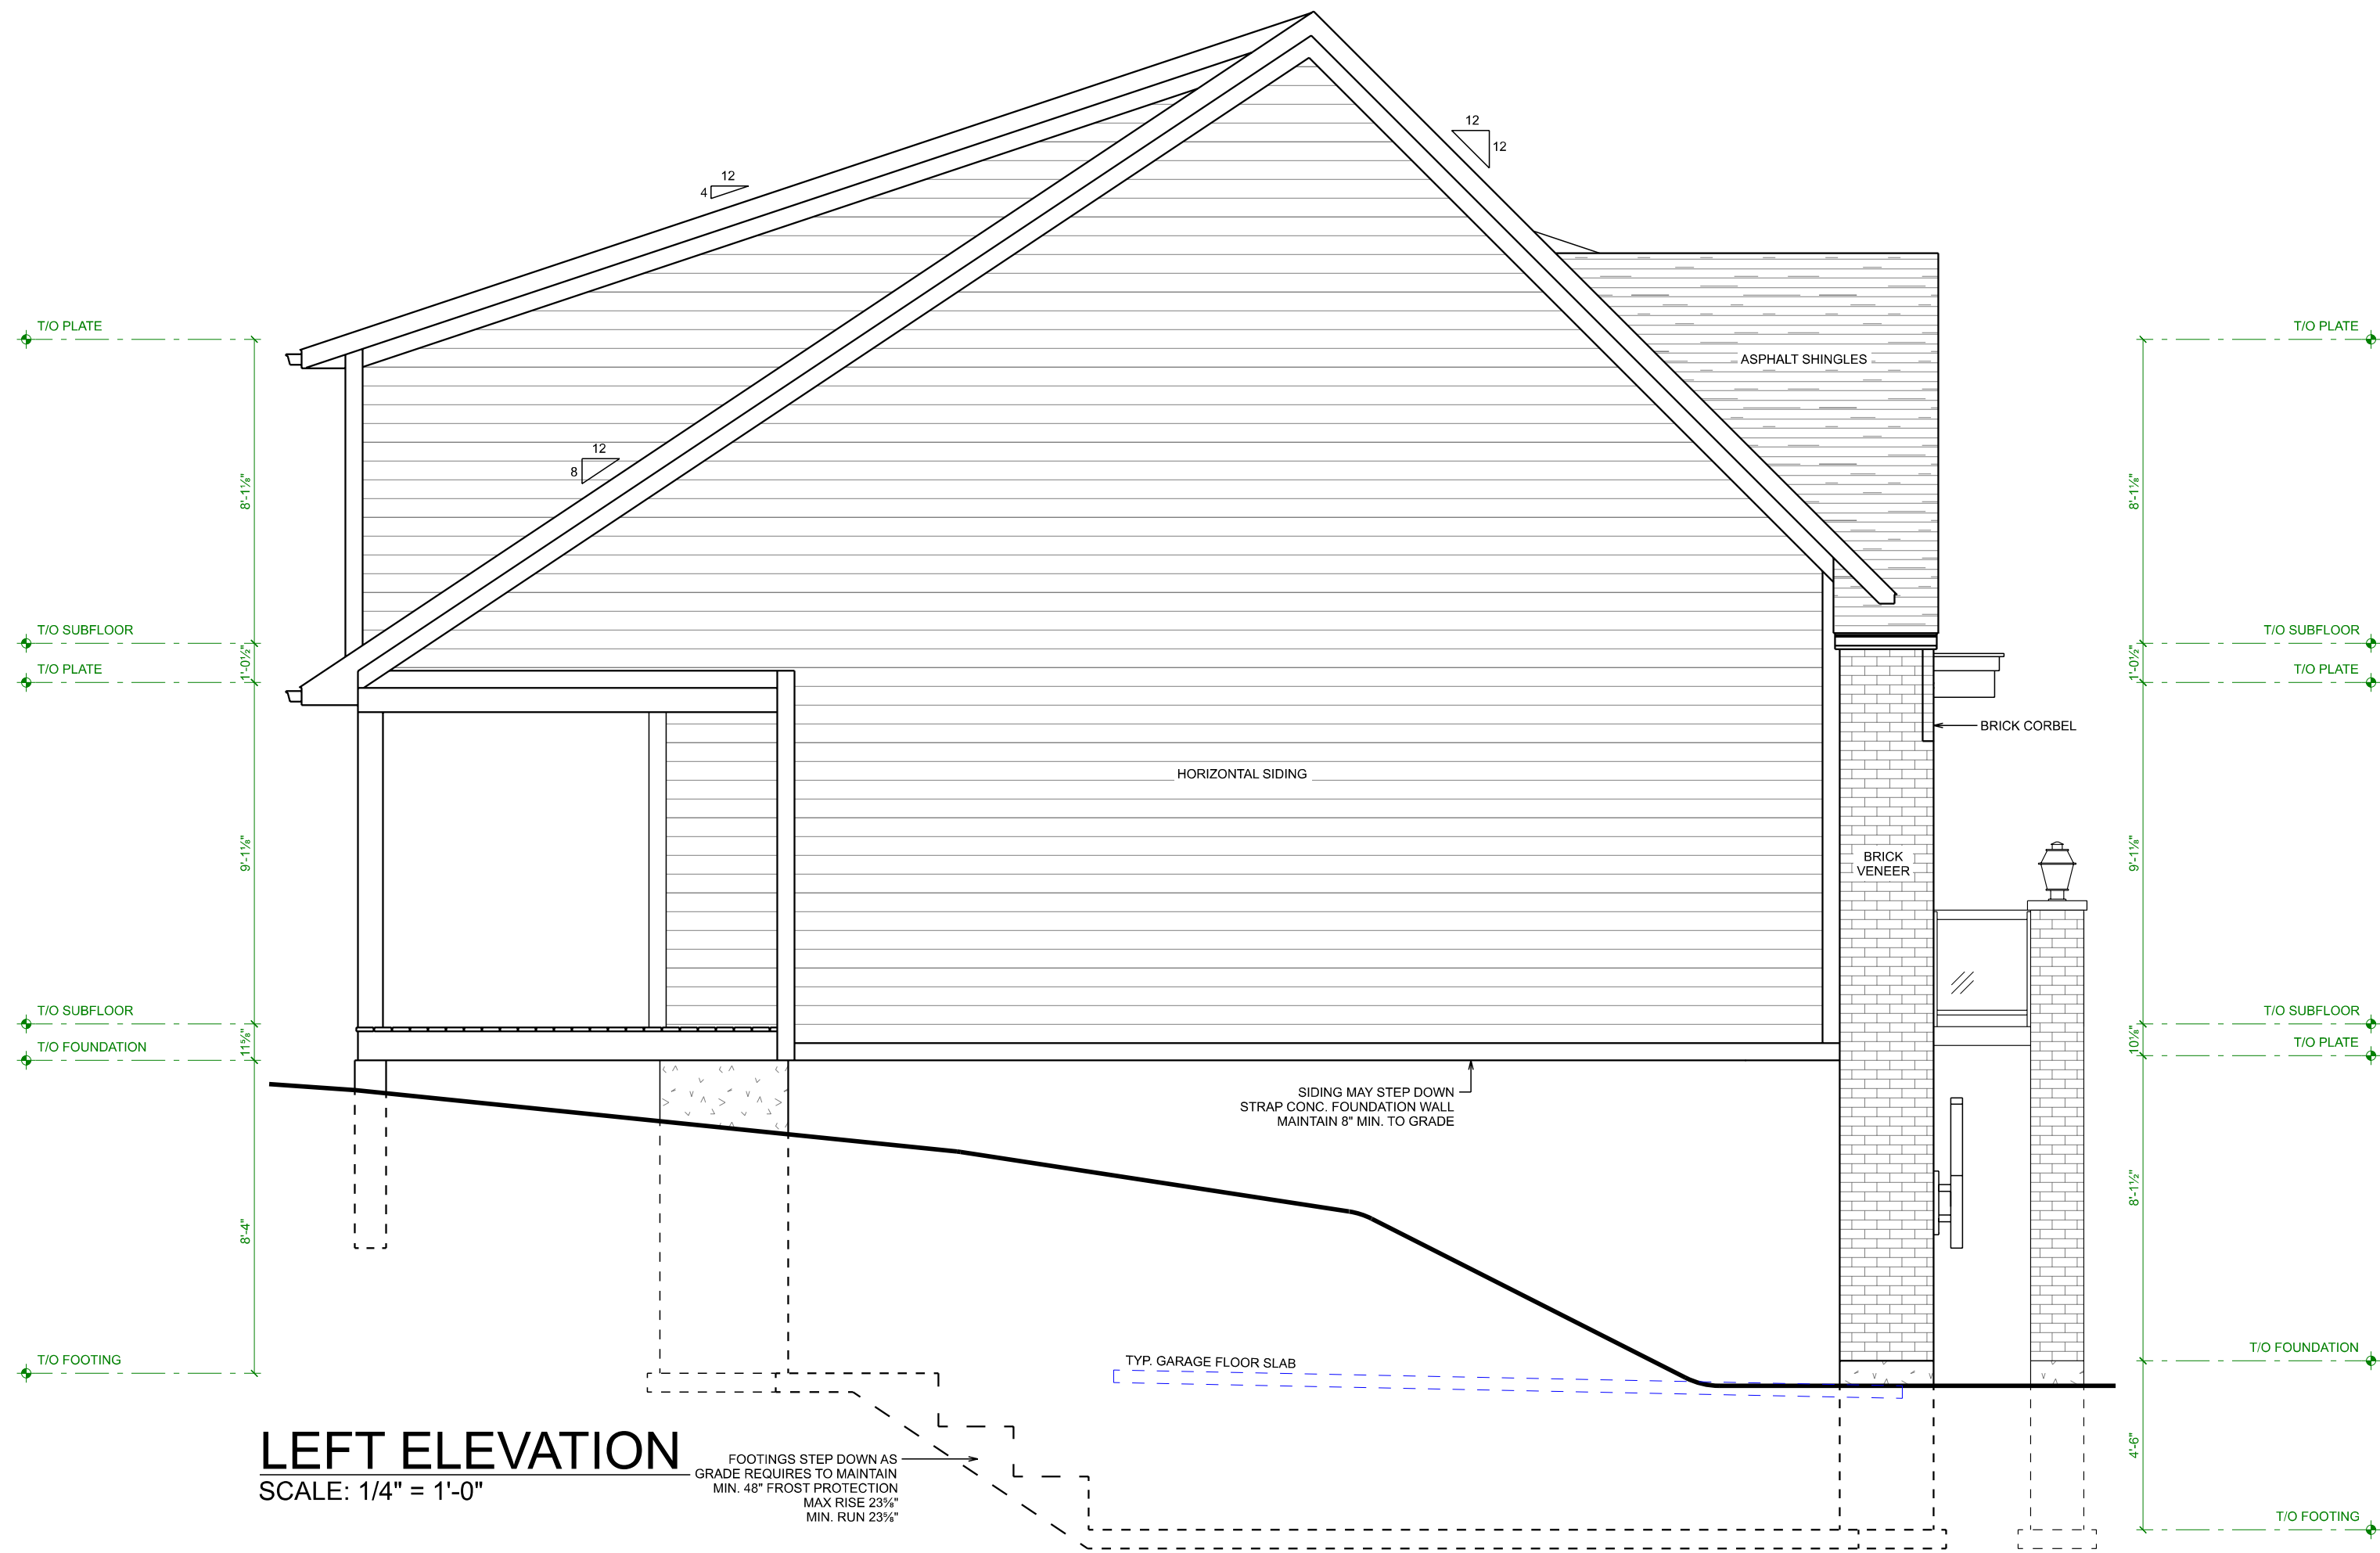 12
12
12
4
T/O PLATE
T/O PLATE
ASPHALT SHINGLES
12
8
8'-1⅛"
8'-1⅛"
T/O SUBFLOOR
T/O SUBFLOOR
1'-0½"
1'-0½"
T/O PLATE
T/O PLATE
BRICK CORBEL
HORIZONTAL SIDING
9'-1⅛"
9'-1⅛"
BRICK
VENEER
T/O SUBFLOOR
T/O SUBFLOOR
11⅝"
10⅛"
T/O FOUNDATION
T/O PLATE
SIDING MAY STEP DOWN
STRAP CONC. FOUNDATION WALL
MAINTAIN 8" MIN. TO GRADE
8'-4"
8'-1½"
T/O FOOTING
TYP. GARAGE FLOOR SLAB
T/O FOUNDATION
LEFT ELEVATION
SCALE: 1/4" = 1'-0"
FOOTINGS STEP DOWN AS
GRADE REQUIRES TO MAINTAIN
MIN. 48" FROST PROTECTION
MAX RISE 23⅝"
MIN. RUN 23⅝"
4'-6"
T/O FOOTING